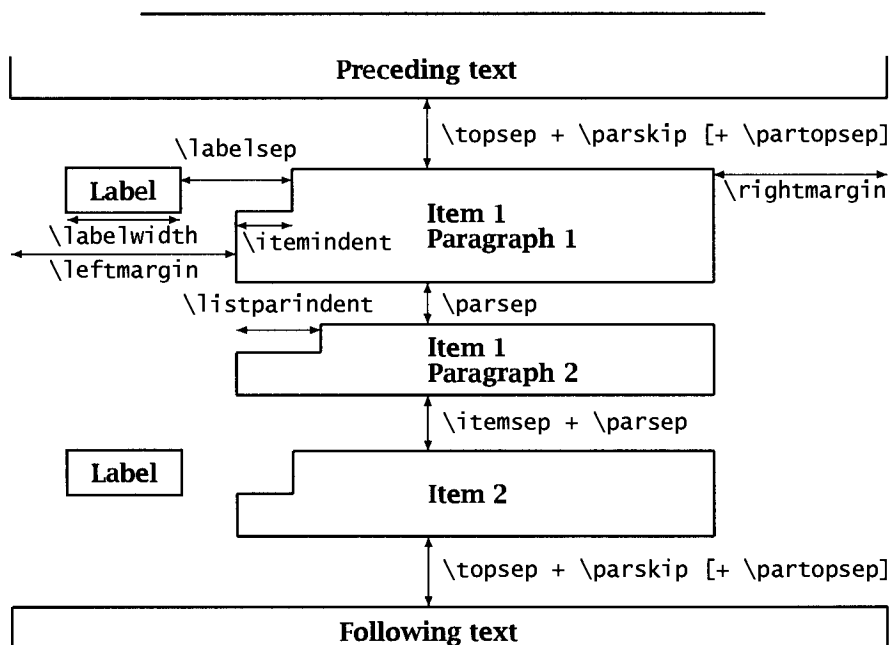 Preceding text
\topsep + \parskip [+ \partopsep]
\labelsep
Label
\rightmargin
Item 1
Paragraph 1
\labelwidth
\itemindent
\leftmargin
\listparindent
\parsep
Item 1
Paragraph 2
\itemsep + \parsep
Label
Item 2
\topsep + \parskip [+ \partopsep]
Following text